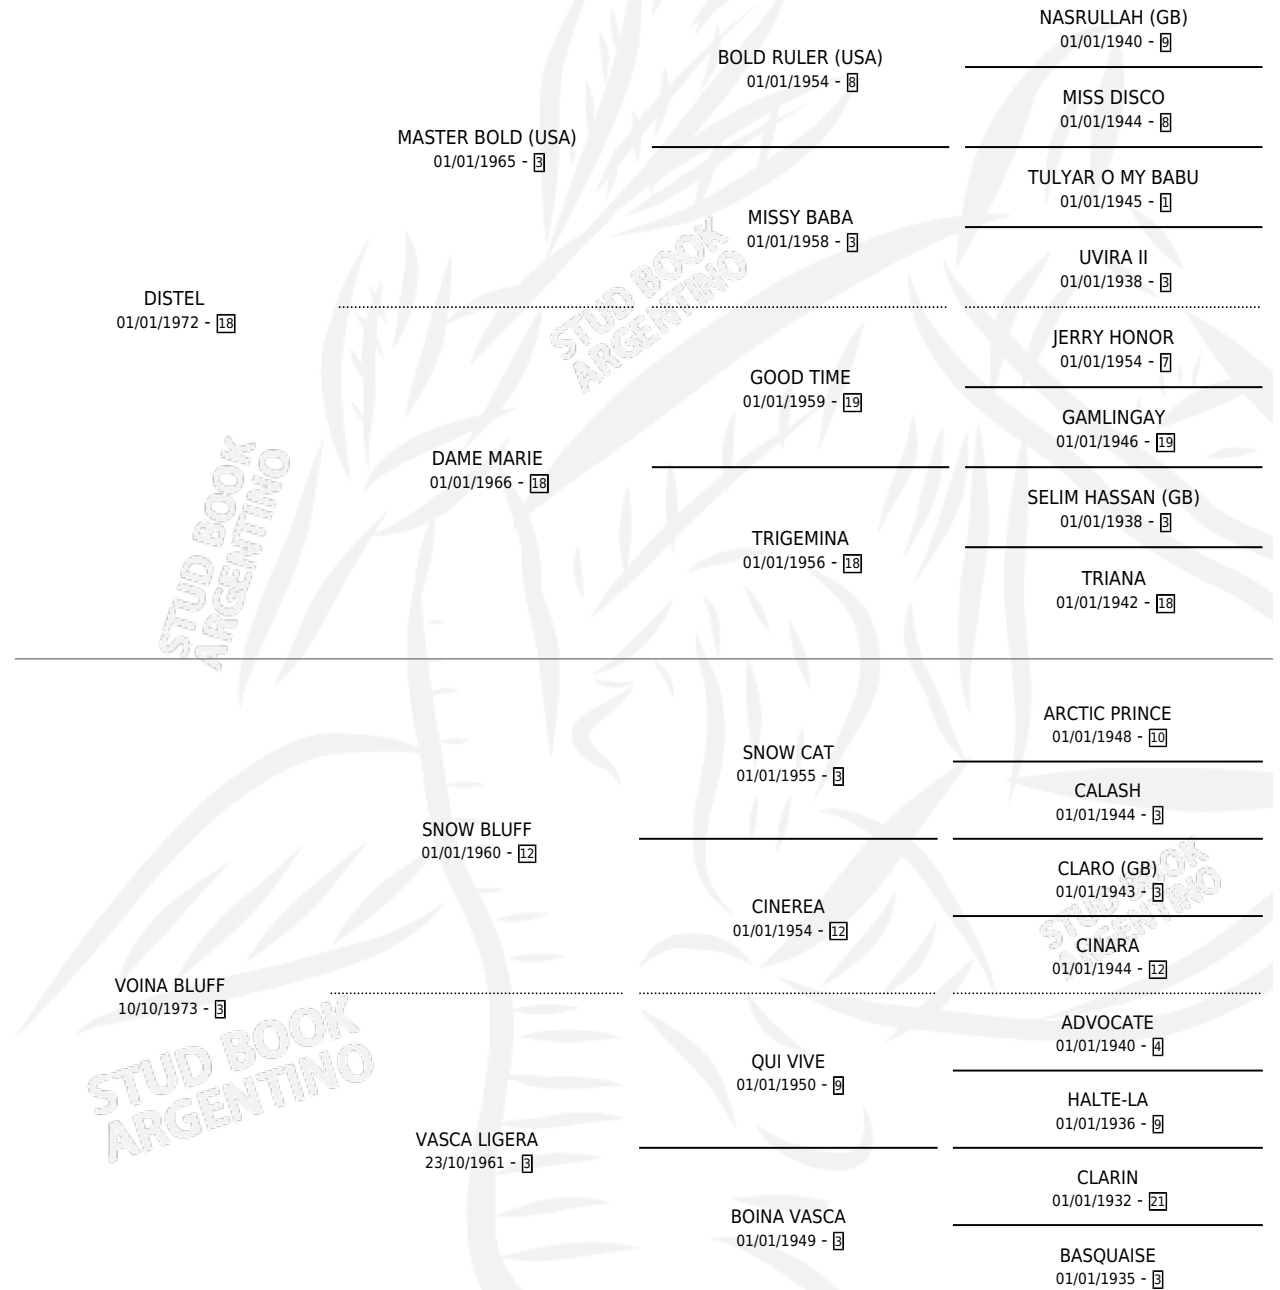 NASRULLAH (GB)
01/01/1940 - 9
BOLD RULER (USA)
01/01/1954 - 8
MISS DISCO
01/01/1944 - 8
MASTER BOLD (USA)
01/01/1965 - 3
TULYAR O MY BABU
01/01/1945 - 1
MISSY BABA
01/01/1958 - 3
UVIRA II
01/01/1938 - 3
DISTEL
01/01/1972 - 18
JERRY HONOR
01/01/1954 - 7
GOOD TIME
01/01/1959 - 19
GAMLINGAY
01/01/1946 - 19
DAME MARIE
01/01/1966 - 18
SELIM HASSAN (GB)
01/01/1938 - 3
TRIGEMINA
01/01/1956 - 18
TRIANA
01/01/1942 - 18
ARCTIC PRINCE
01/01/1948 - 10
SNOW CAT
01/01/1955 - 3
CALASH
01/01/1944 - 3
SNOW BLUFF
01/01/1960 - 12
CLARO (GB)
01/01/1943 - 3
CINEREA
01/01/1954 - 12
CINARA
01/01/1944 - 12
VOINA BLUFF
10/10/1973 - 3
ADVOCATE
01/01/1940 - 4
QUI VIVE
01/01/1950 - 9
HALTE-LA
01/01/1936 - 9
VASCA LIGERA
23/10/1961 - 3
CLARIN
01/01/1932 - 21
BOINA VASCA
01/01/1949 - 3
BASQUAISE
01/01/1935 - 3
STUD BOOK
ARGENTINO
STUD BOOK
ARGENTINO
STUD BOOK
ARGENTINO
STUD BOOK
ARGENTINO